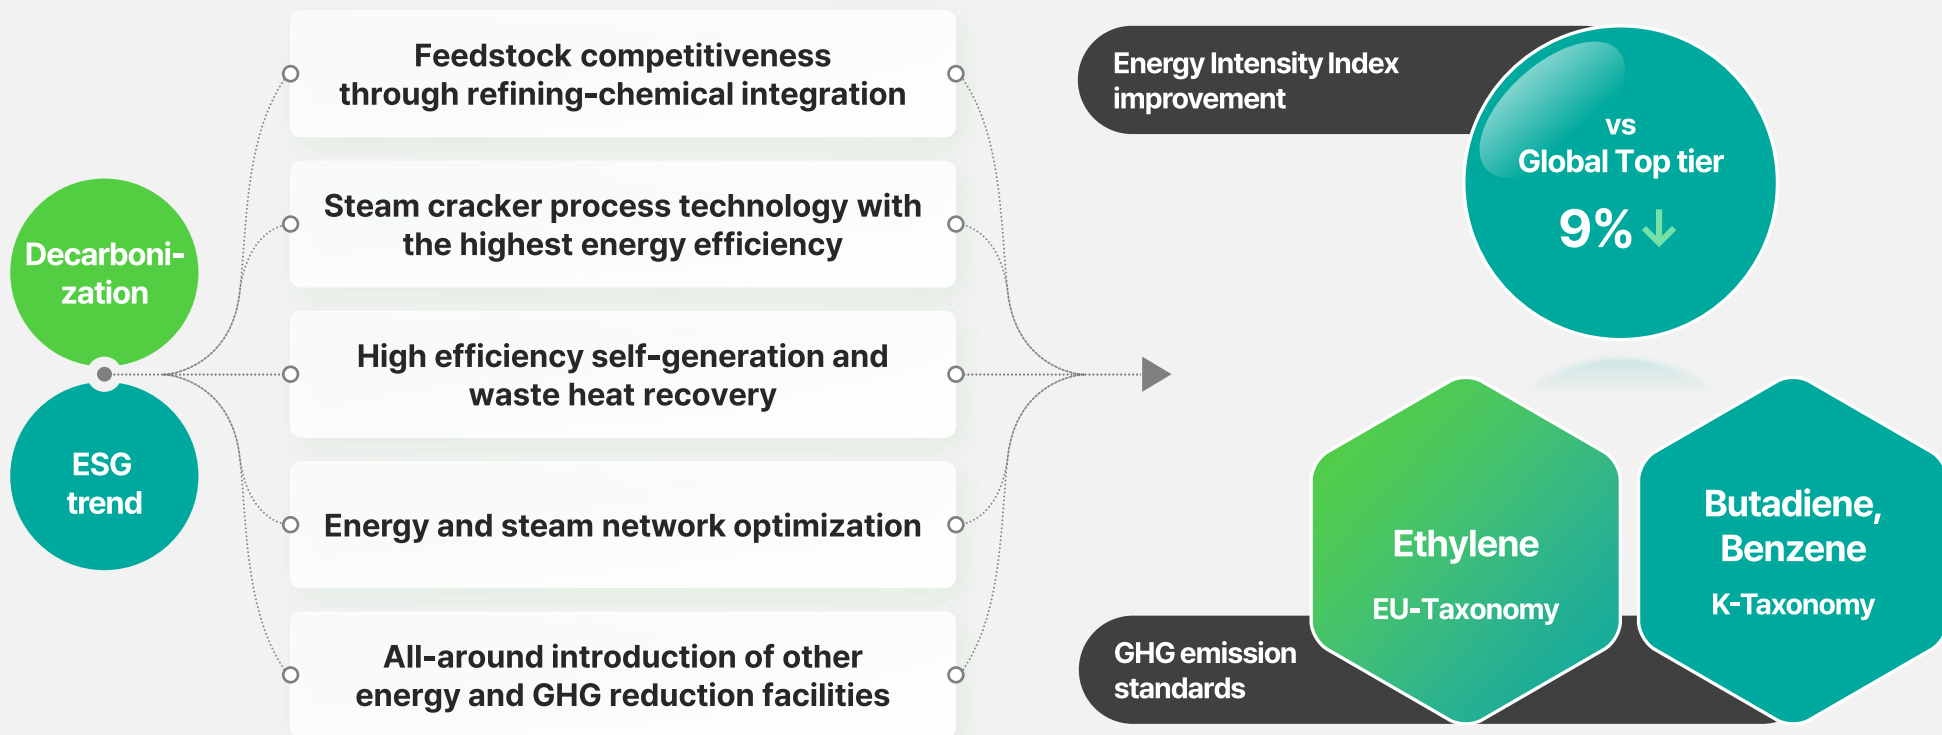 Decarboni-
zation
ESG
trend
Feedstock competitiveness
through refining-chemical integration
Steam cracker process technology with
the highest energy efficiency
High efficiency self-generation and
waste heat recovery
Energy and steam network optimization
All-around introduction of other
energy and GHG reduction facilities
Energy Intensity Index
improvement
vs
Global Top tier
9%↓
Ethylene
EU-Taxonomy
Butadiene,
Benzene
K-Taxonomy
GHG emission
standards